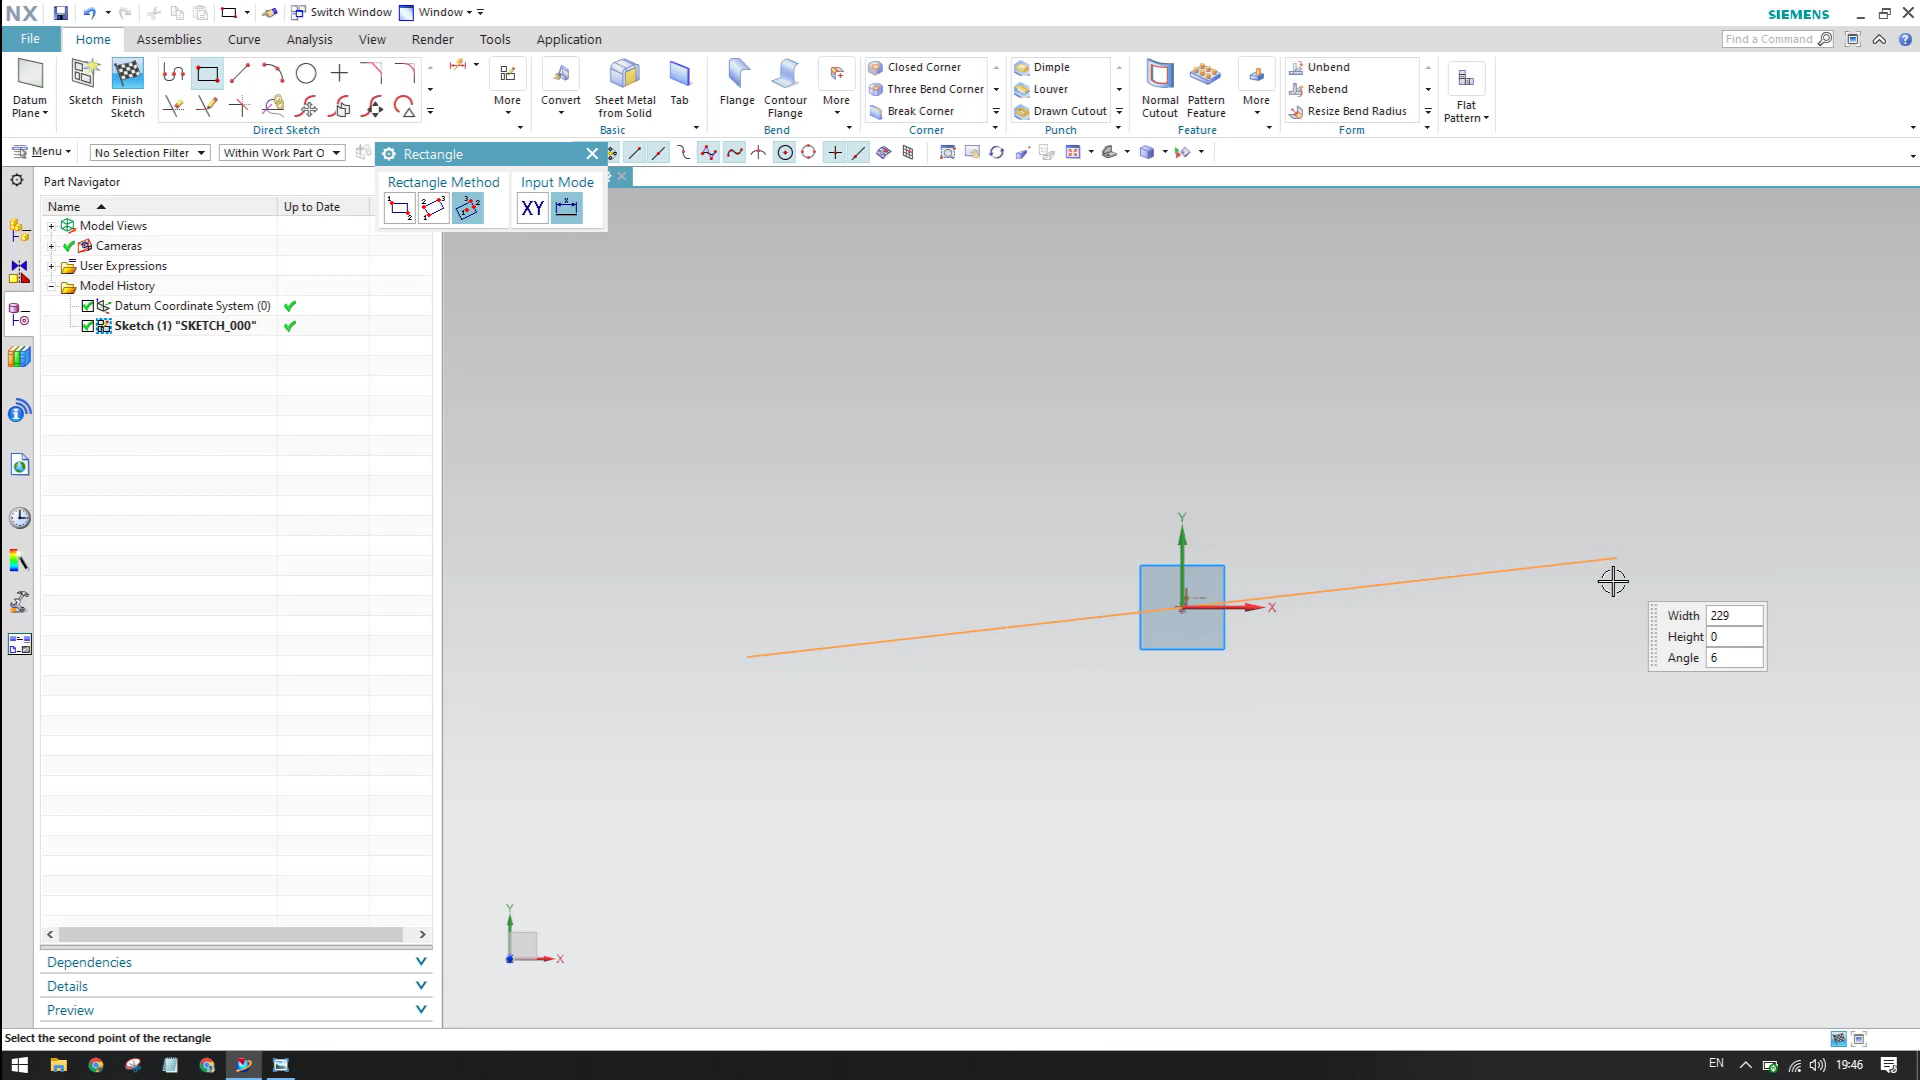 NX
Switch Window
Window
SIEMENS
File
Home
Assemblies
Curve
Analysis
View
Render
Tools
Application
Find a Command
Datum Plane
Sketch
Finish Sketch
Direct Sketch
More
Convert
Sheet Metal from Solid
Tab
Basic
Flange
Contour Flange
More
Bend
Closed Corner
Three Bend Corner
Break Corner
Corner
Dimple
Louver
Drawn Cutout
Punch
Normal Cutout
Pattern Feature
More
Feature
Unbend
Rebend
Resize Bend Radius
Form
Flat Pattern
Menu
No Selection Filter
Within Work Part O
Rectangle
Rectangle Method
Input Mode
XY
Part Navigator
Name
Up to Date
Model Views
Cameras
User Expressions
Model History
Datum Coordinate System (0)
Sketch (1) "SKETCH_000"
Y
X
Width 229
Height 0
Angle 6
Y
X
Dependencies
Details
Preview
Select the second point of the rectangle
EN
19:46